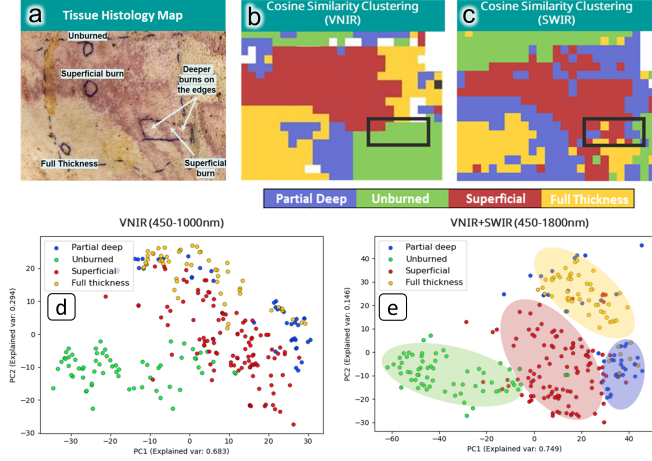 a
Tissue Histology Map
Unburned
Superficial burn
Deeper
burns on
the edges
Full Thickness
Superficial
burn
b
Cosine Similarity Clustering
(VNIR)
c
Cosine Similarity Clustering
(SWIR)
Partial Deep
Unburned
Superficial
Full Thickness
VNIR (450-1000nm)
Partial deep
Unburned
Superficial
Full thickness
d
PC2 (Explained var: 0.294)
20
10
0
−10
−20
−30
−30
−20
−10
0
10
20
30
PC1 (Explained var: 0.683)
VNIR+SWIR (450-1800nm)
Partial deep
Unburned
Superficial
Full thickness
e
PC2 (Explained var: 0.146)
40
30
20
10
0
−10
−20
−30
−60
−40
−20
0
20
40
PC1 (Explained var: 0.749)